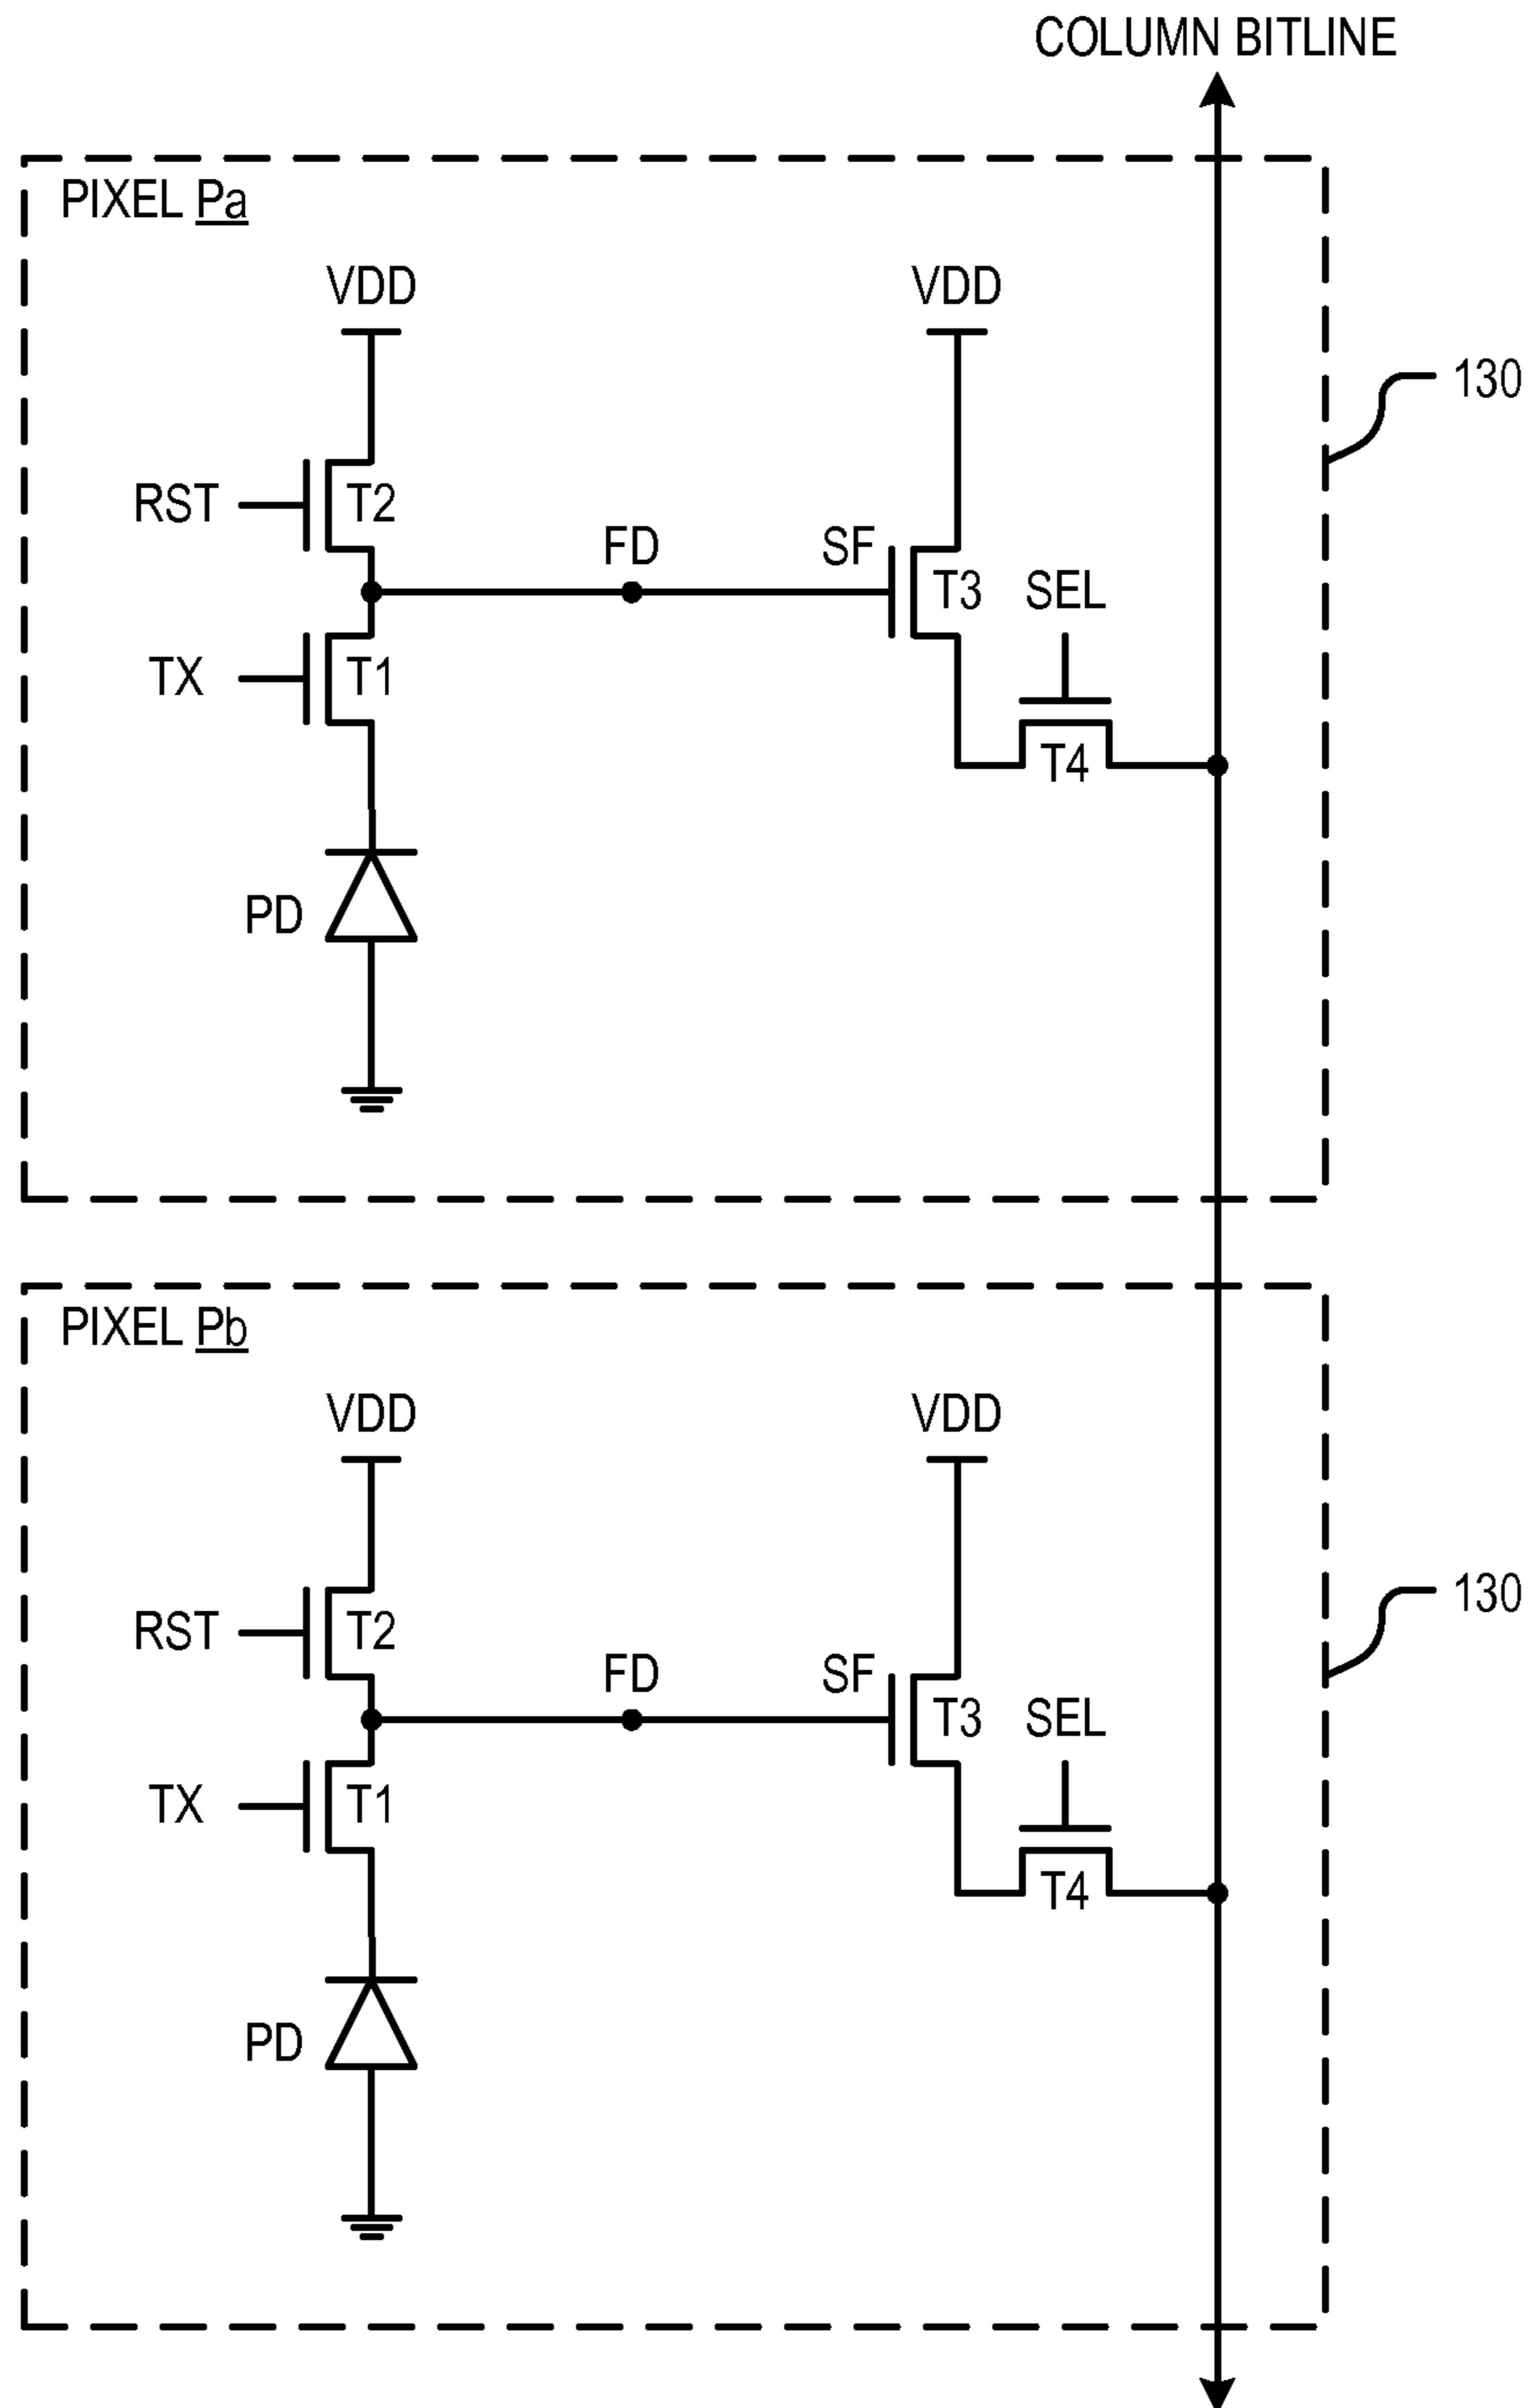 COLUMN BITLINE
PIXEL Pa
VDD
VDD
130
RST
T2
FD
SF
T3
SEL
TX
T1
T4
PD
PIXEL Pb
VDD
VDD
130
RST
T2
FD
SF
T3
SEL
TX
T1
T4
PD